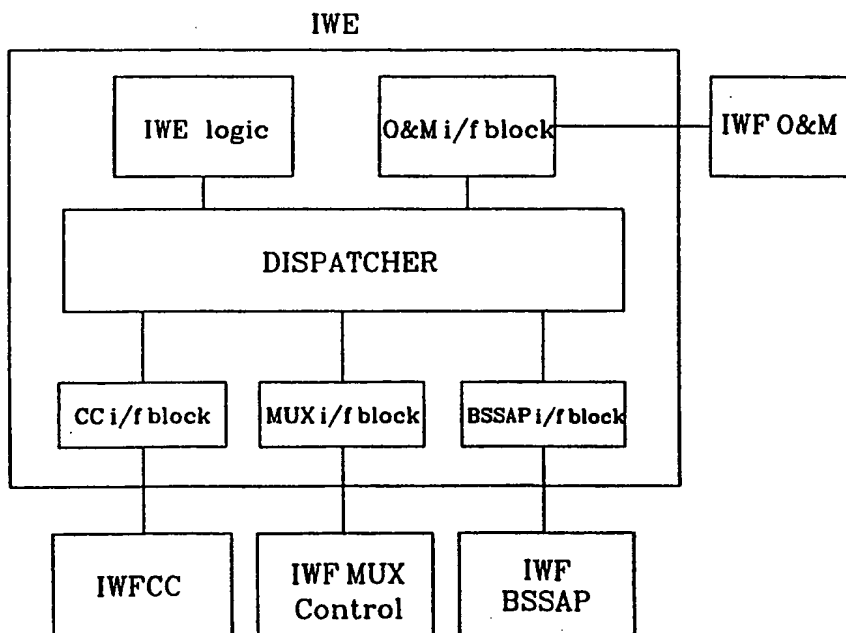 IWE
IWE logic
O&M i/f block
IWF O&M
DISPATCHER
CC i/f block
MUX i/f block
BSSAP i/f block
IWFCC
IWF MUX
Control
IWF
BSSAP